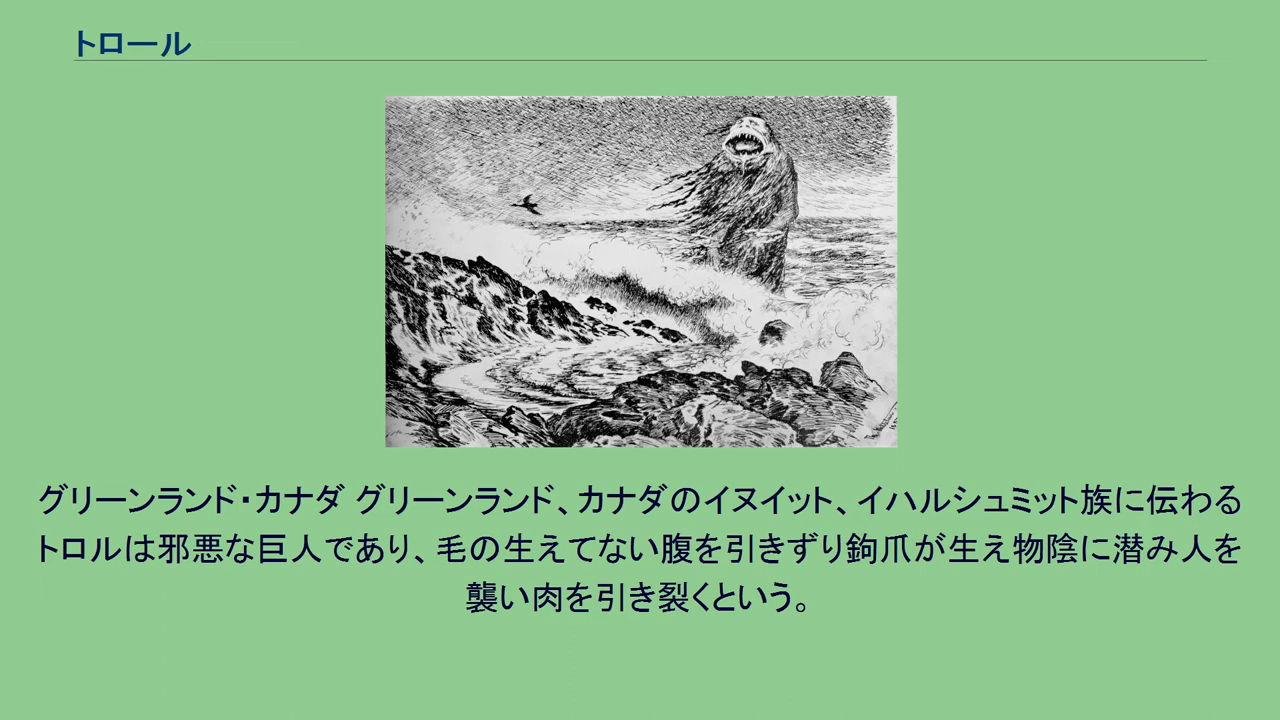 トロール
グリーンランド・カナダ グリーンランド、カナダのイヌイット、イハルシュミット族に伝わる
トロルは邪悪な巨人であり、毛の生えてない腹を引きずり鉤爪が生え物陰に潜み人を
襲い肉を引き裂くという。